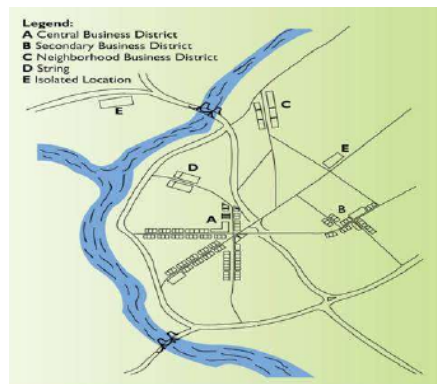 Legend:
A Central Business District
B Secondary Business District
C Neighborhood Business District
D String
E Isolated Location
E
C
E
D
A
B